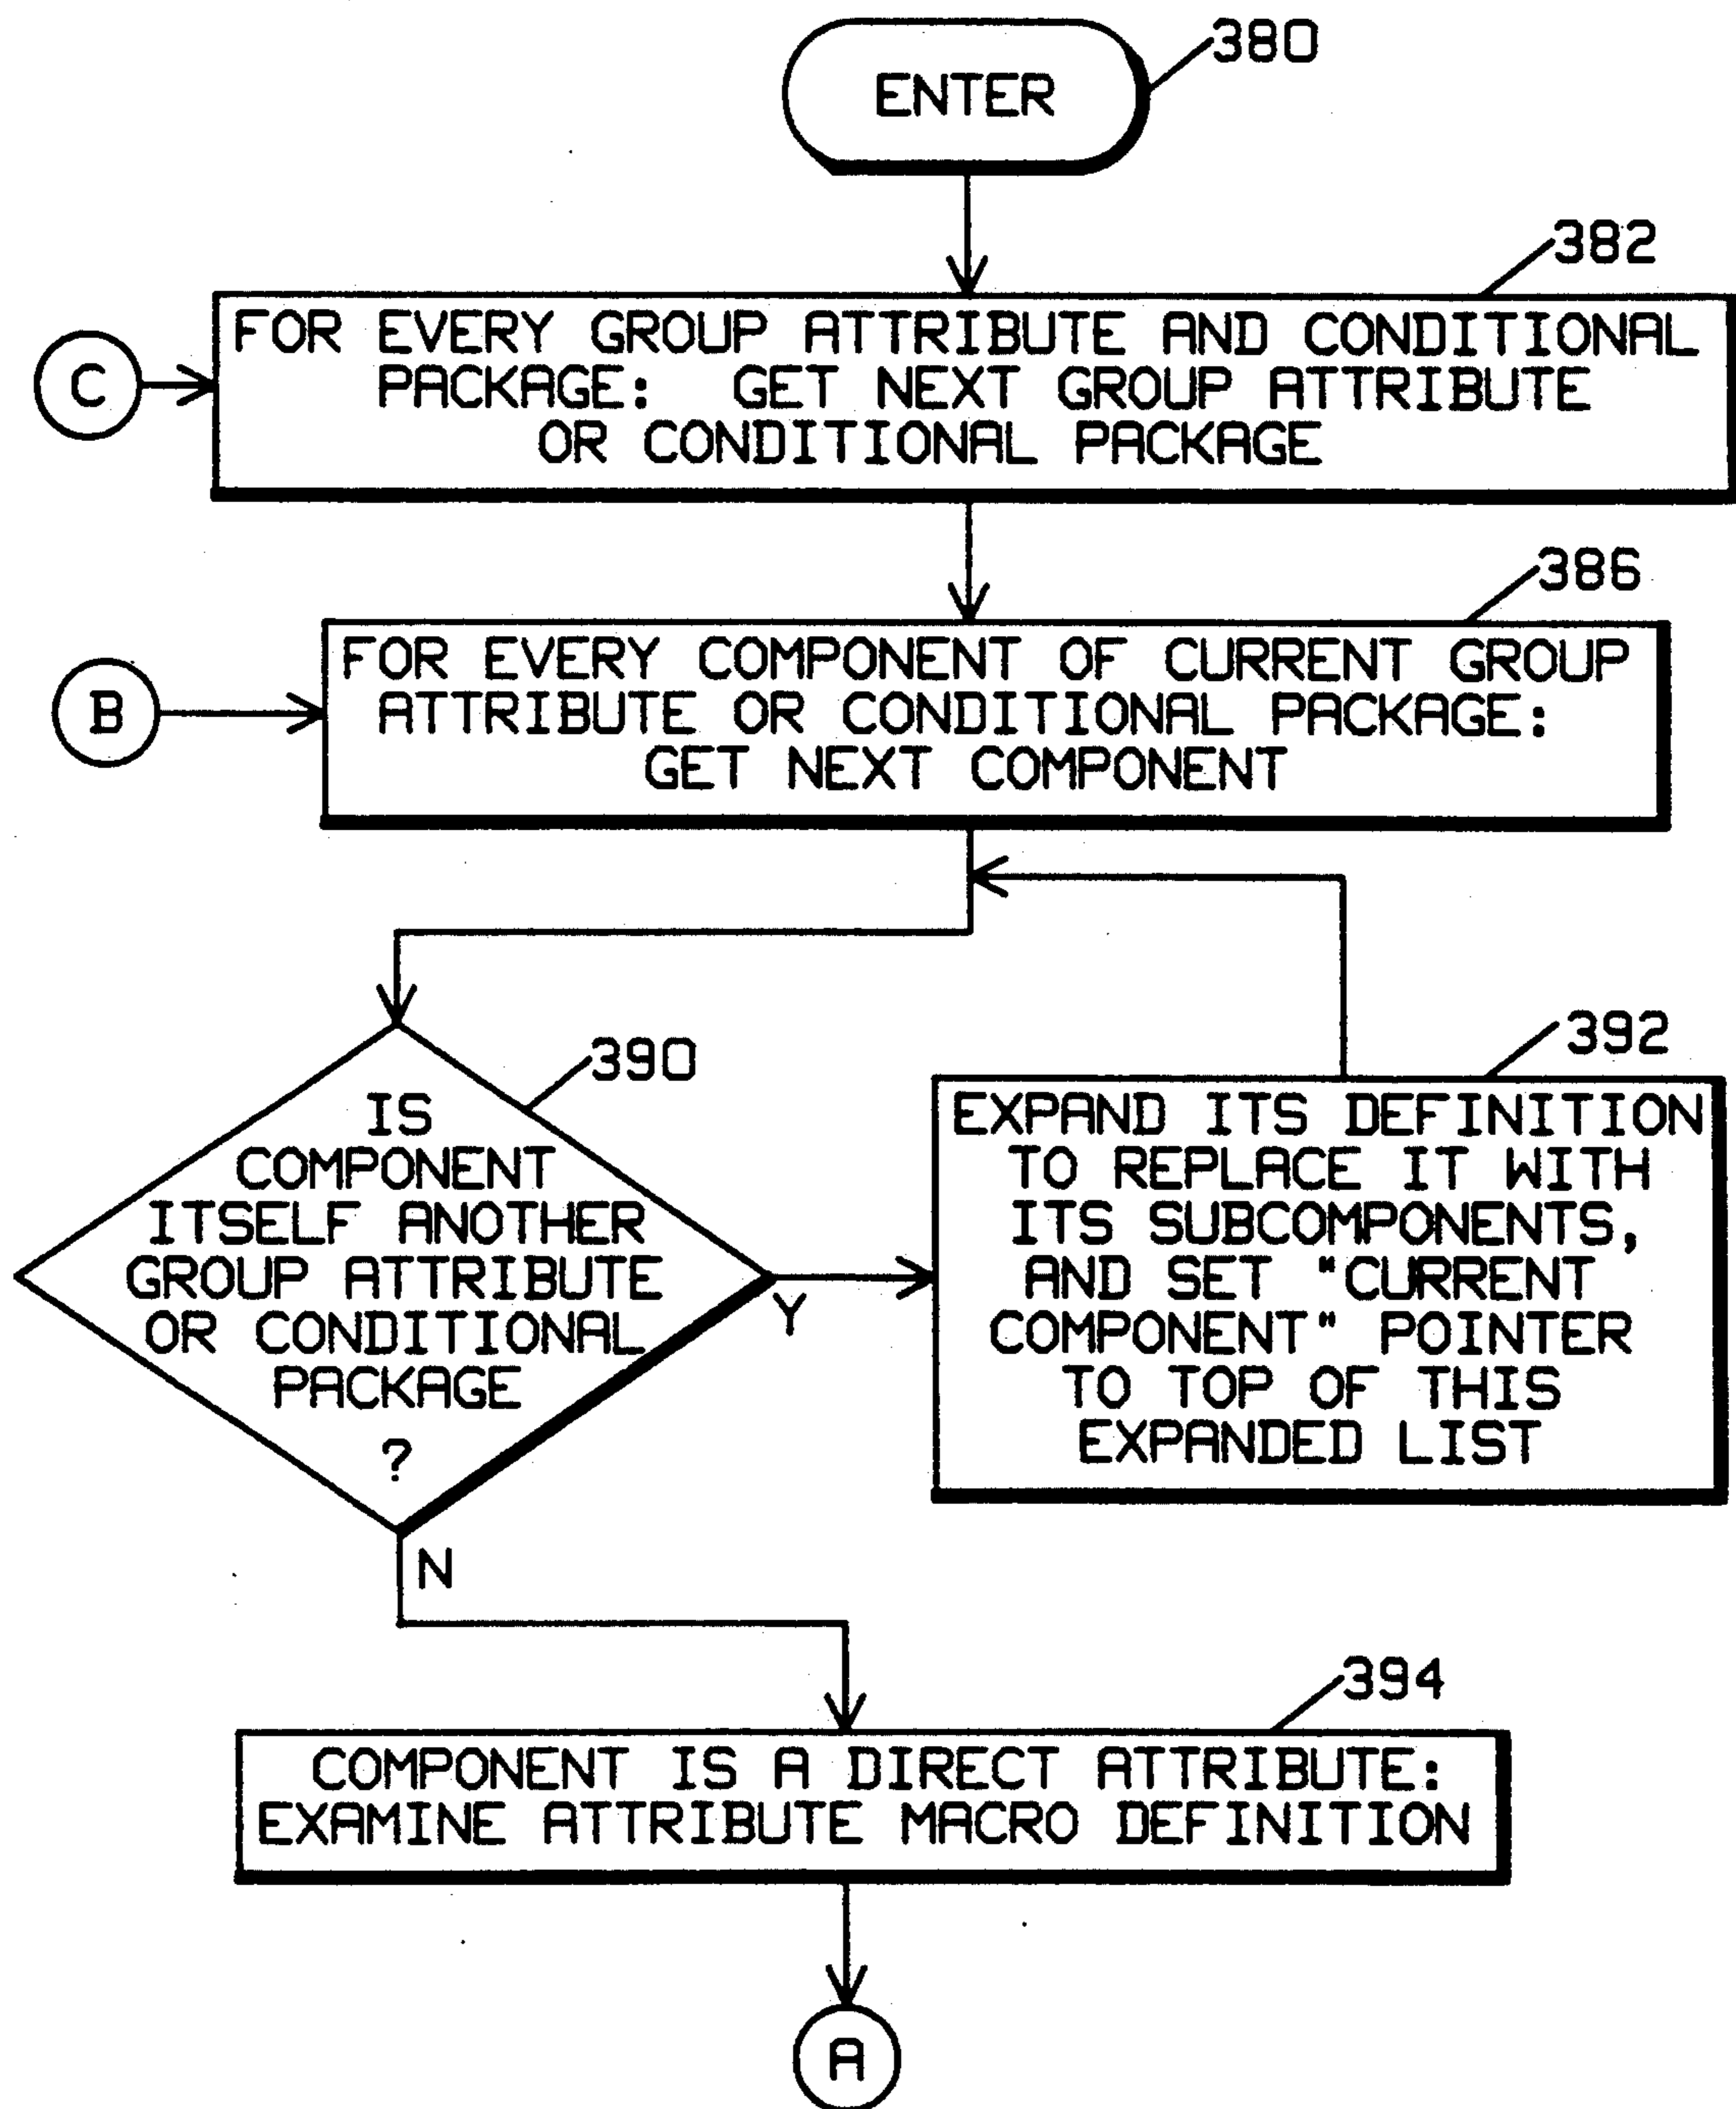 380
ENTER
382
FOR EVERY GROUP ATTRIBUTE AND CONDITIONAL
PACKAGE: GET NEXT GROUP ATTRIBUTE
OR CONDITIONAL PACKAGE
C
386
FOR EVERY COMPONENT OF CURRENT GROUP
ATTRIBUTE OR CONDITIONAL PACKAGE:
GET NEXT COMPONENT
B
390
IS
COMPONENT
ITSELF ANOTHER
GROUP ATTRIBUTE
OR CONDITIONAL
PACKAGE
?
Y
N
392
EXPAND ITS DEFINITION
TO REPLACE IT WITH
ITS SUBCOMPONENTS,
AND SET "CURRENT
COMPONENT" POINTER
TO TOP OF THIS
EXPANDED LIST
394
COMPONENT IS A DIRECT ATTRIBUTE:
EXAMINE ATTRIBUTE MACRO DEFINITION
A